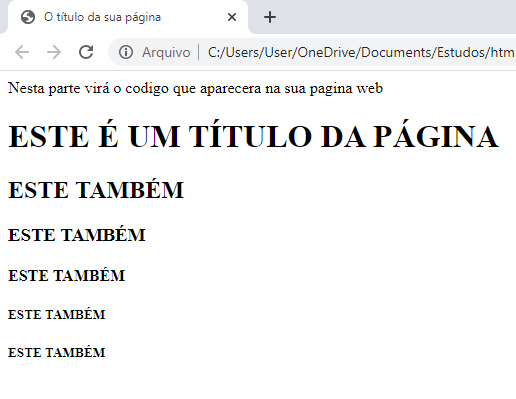 O título da sua página
Arquivo C:/Users/User/OneDrive/Documents/Estudos/htm
Nesta parte virá o codigo que aparecera na sua pagina web
ESTE É UM TÍTULO DA PÁGINA
ESTE TAMBÉM
ESTE TAMBÉM
ESTE TAMBÉM
ESTE TAMBÉM
ESTE TAMBÉM